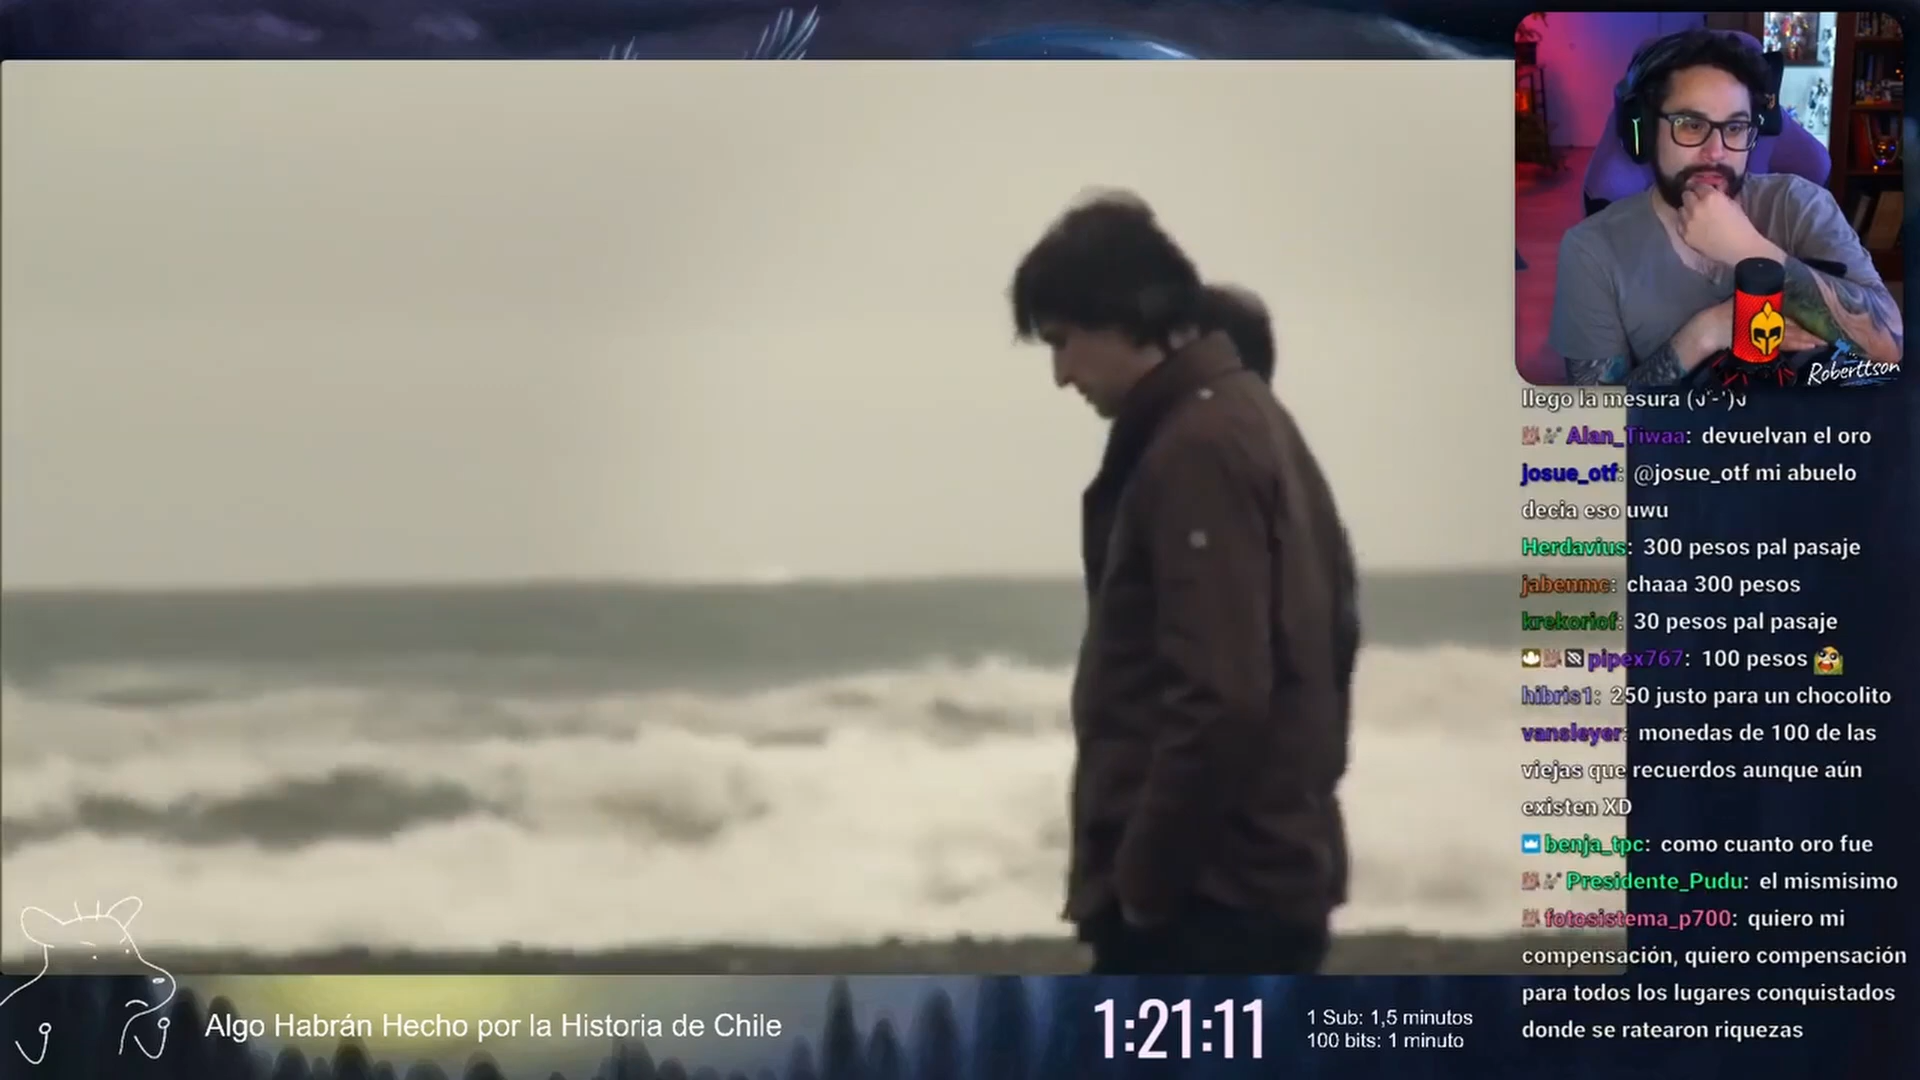 Roberttson
llego la mesura (ง'-')ง
Alan_Tiwaa: devuelvan el oro
josue_otf: @josue_otf mi abuelo
decia eso uwu
Herdavius: 300 pesos pal pasaje
jabenmc: chaaa 300 pesos
krekoriof: 30 pesos pal pasaje
pipex767: 100 pesos
hibris1: 250 justo para un chocolito
vansleyer: monedas de 100 de las
viejas que recuerdos aunque aún
existen XD
benja_tpc: como cuanto oro fue
Presidente_Pudu: el mismisimo
fotosistema_p700: quiero mi
compensación, quiero compensación
para todos los lugares conquistados
donde se ratearon riquezas
Algo Habrán Hecho por la Historia de Chile
1:21:11
1 Sub: 1,5 minutos
100 bits: 1 minuto